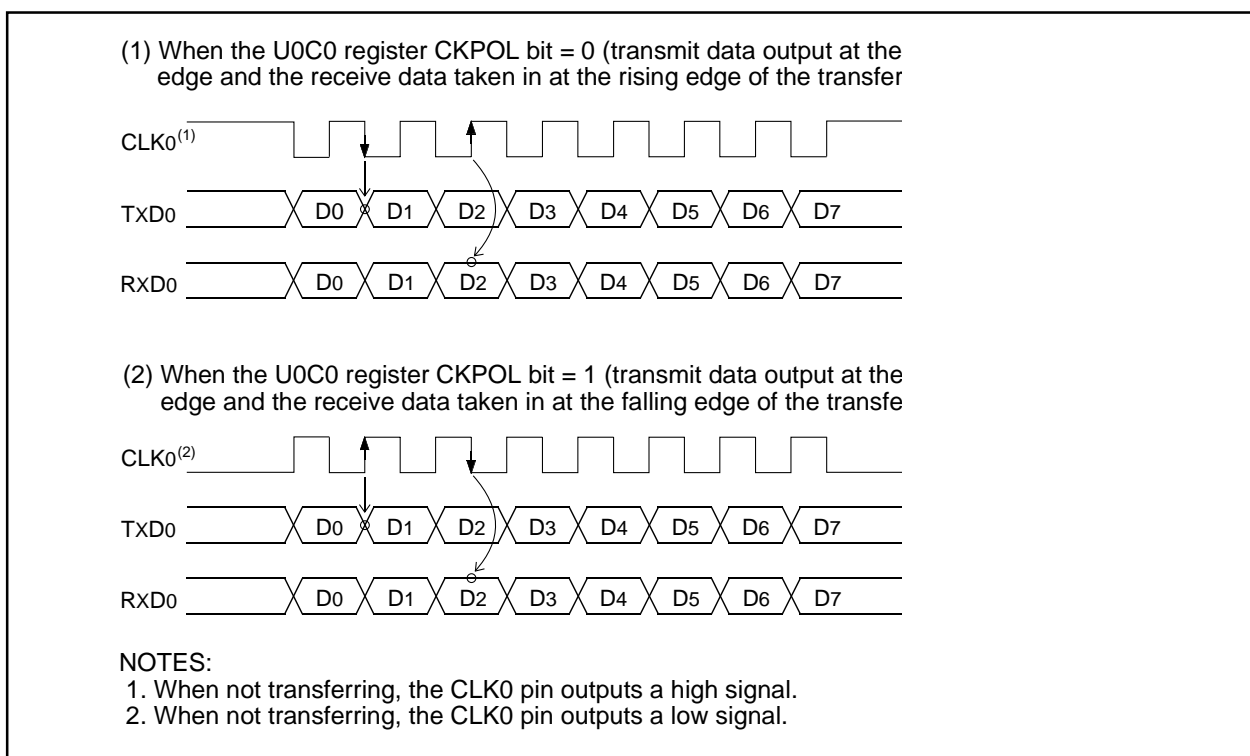 (1) When the U0C0 register CKPOL bit = 0 (transmit data output at the
edge and the receive data taken in at the rising edge of the transfer
CLK0(1)
TXD0 D0 D1 D2 D3 D4 D5 D6 D7
RXD0 D0 D1 D2 D3 D4 D5 D6 D7
(2) When the U0C0 register CKPOL bit = 1 (transmit data output at the
edge and the receive data taken in at the falling edge of the transfe
CLK0(2)
TXD0 D0 D1 D2 D3 D4 D5 D6 D7
RXD0 D0 D1 D2 D3 D4 D5 D6 D7
NOTES:
1. When not transferring, the CLK0 pin outputs a high signal.
2. When not transferring, the CLK0 pin outputs a low signal.